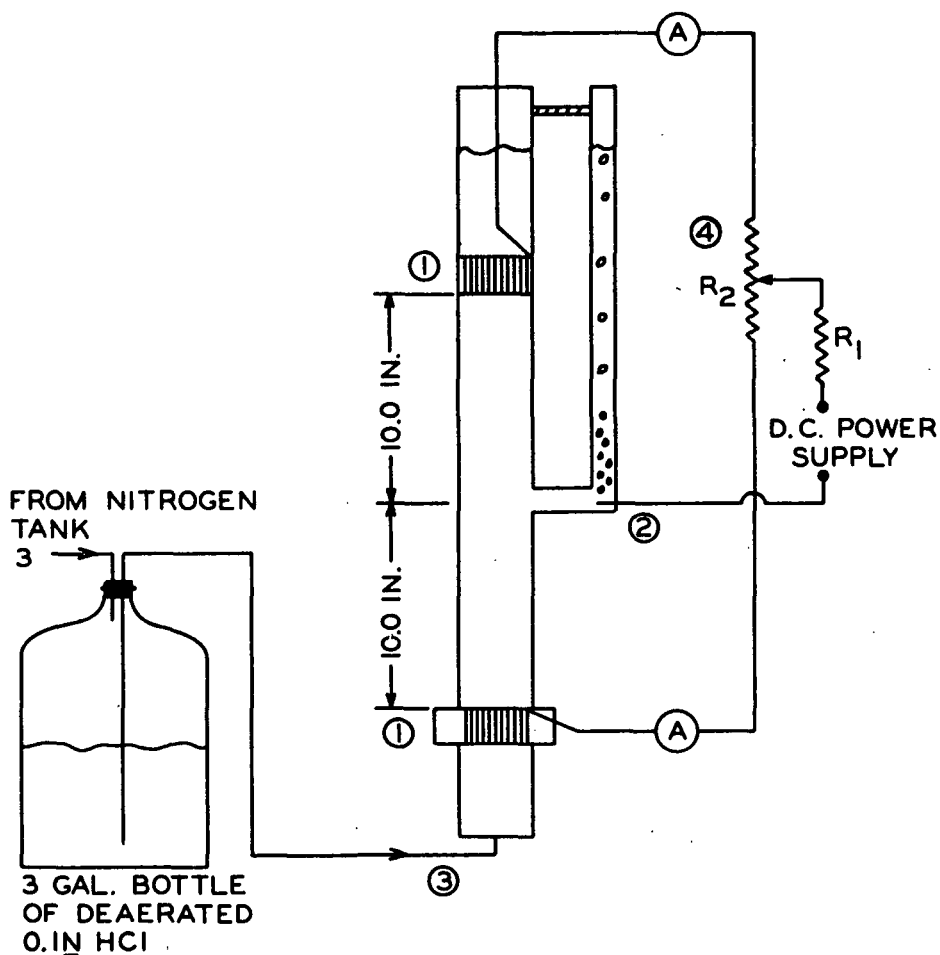 A
④
R2
R1
D.C. POWER
SUPPLY
①
10.0 IN.
②
10.0 IN.
FROM NITROGEN
TANK
3
①
A
③
3 GAL. BOTTLE
OF DEAERATED
0.1N HCl